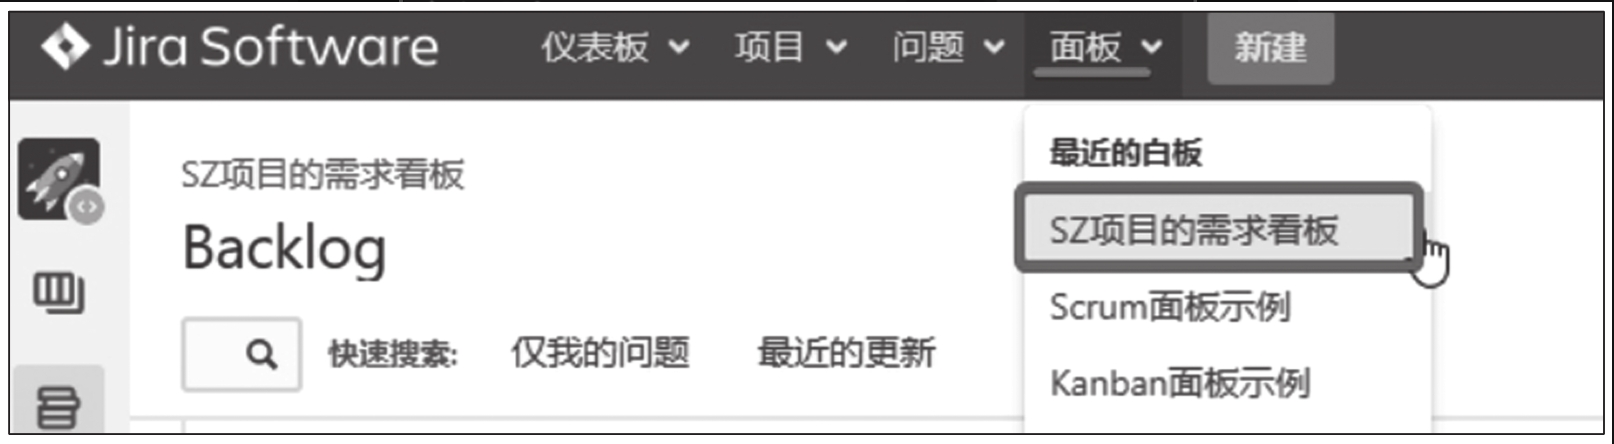 Jira Software 仪表板 项目 问题 面板 新建
SZ项目的需求看板
Backlog
快速搜索: 仅我的问题 最近的更新
最近的白板
SZ项目的需求看板
Scrum面板示例
Kanban面板示例